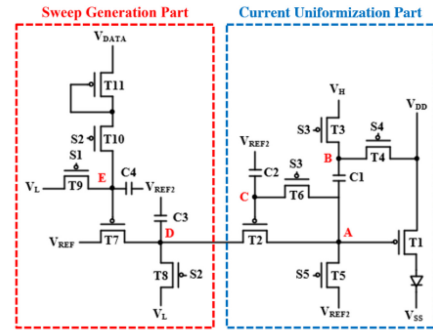 Sweep Generation Part
Current Uniformization Part
VDATA
T11
S2 T10
S1
E C4
VREF2
VL T9
C3
D
VREF T7
T8 S2
VL
VH
VDD
S3 T3
S4
VREF2
B T4
S3
C2
C1
C T6
A
T2
T1
S5 T5
VREF2
VSS